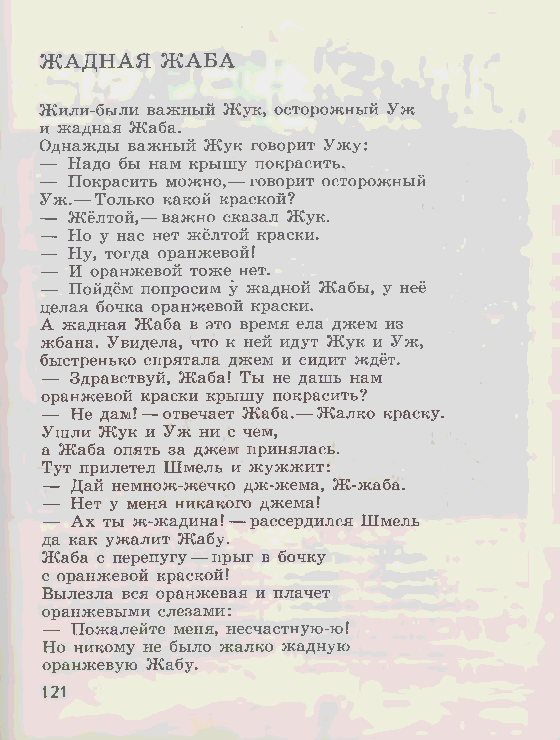 ЖАДНАЯ ЖАБА
Жили-были важный Жук, осторожный Уж
и жадная Жаба.
Однажды важный Жук говорит Ужу:
— Надо бы нам крышу покрасить.
— Покрасить можно,— говорит осторожный
Уж.— Только какой краской?
— Жёлтой,— важно сказал Жук.
— Но у нас нет жёлтой краски.
— Ну, тогда оранжевой!
— И оранжевой тоже нет.
— Пойдём попросим у жадной Жабы, у неё
целая бочка оранжевой краски.
А жадная Жаба в это время ела джем из
жбана. Увидела, что к ней идут Жук и Уж,
быстренько спрятала джем и сидит ждёт.
— Здравствуй, Жаба! Ты не дашь нам
оранжевой краски крышу покрасить?
— Не дам! — отвечает Жаба.— Жалко краску.
Ушли Жук и Уж ни с чем,
а Жаба опять за джем принялась.
Тут прилетел Шмель и жужжит:
— Дай немнож-жечко дж-жема, Ж-жаба.
— Нет у меня никакого джема!
— Ах ты ж-жадина! — рассердился Шмель
да как ужалит Жабу.
Жаба с перепугу — прыг в бочку
с оранжевой краской!
Вылезла вся оранжевая и плачет
оранжевыми слезами:
— Пожалейте меня, несчастную-ю!
Но никому не было жалко жадную
оранжевую Жабу.
121